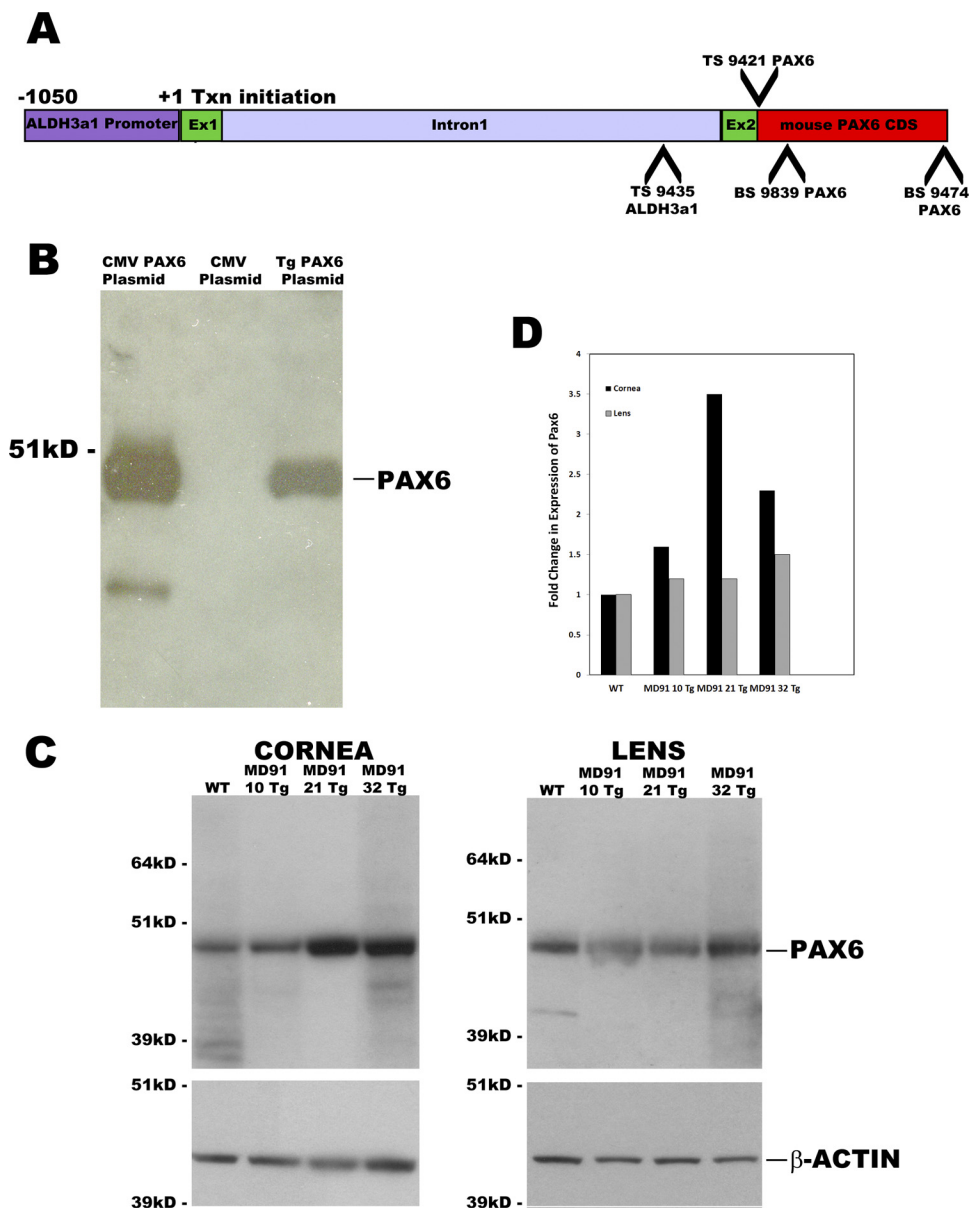 A
TS 9421 PAX6
-1050
+1 Txn initiation
ALDH3a1 Promoter
Ex1
Intron1
Ex2
mouse PAX6 CDS
TS 9435
ALDH3a1
BS 9839 PAX6
BS 9474
PAX6
B
CMV PAX6
Plasmid
CMV
Plasmid
Tg PAX6
Plasmid
51kD -
PAX6
D
4
3.5
3
2.5
2
1.5
1
0.5
0
Fold Change in Expression of Pax6
Cornea
Lens
WT
MD91 10 Tg
MD91 21 Tg
MD91 32 Tg
C
CORNEA
WT
MD91
10 Tg
MD91
21 Tg
MD91
32 Tg
64kD -
51kD -
39kD -
51kD -
39kD -
LENS
WT
MD91
10 Tg
MD91
21 Tg
MD91
32 Tg
64kD -
51kD -
PAX6
39kD -
51kD -
β-ACTIN
39kD -